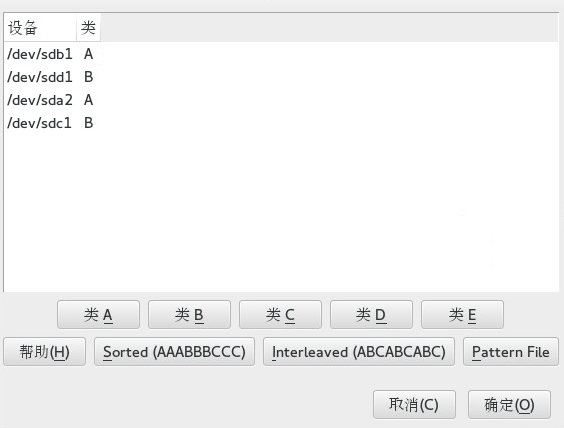 设备 类
/dev/sdb1 A
/dev/sdd1 B
/dev/sda2 A
/dev/sdc1 B
类 A 类 B 类 C 类 D 类 E
帮助(H) Sorted (AAABBBCCC) Interleaved (ABCABCABC) Pattern File
取消(C) 确定(O)